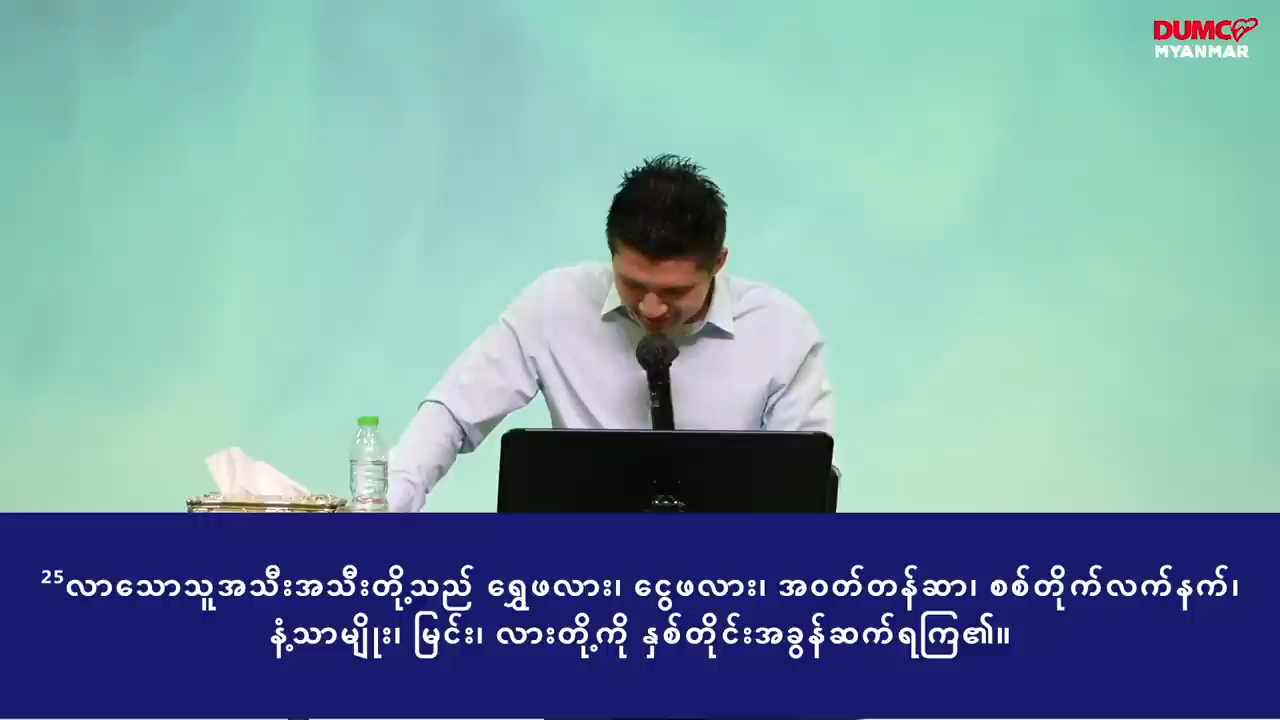 DUMC
MYANMAR
25လာသောသူအသီးအသီးတို့သည် ရွှေဖလား၊ ငွေဖလား၊ အဝတ်တန်ဆာ၊ စစ်တိုက်လက်နက်၊
နံ့သာမျိုး၊ မြင်း၊ လားတို့ကို နှစ်တိုင်းအခွန်ဆက်ရကြ၏။